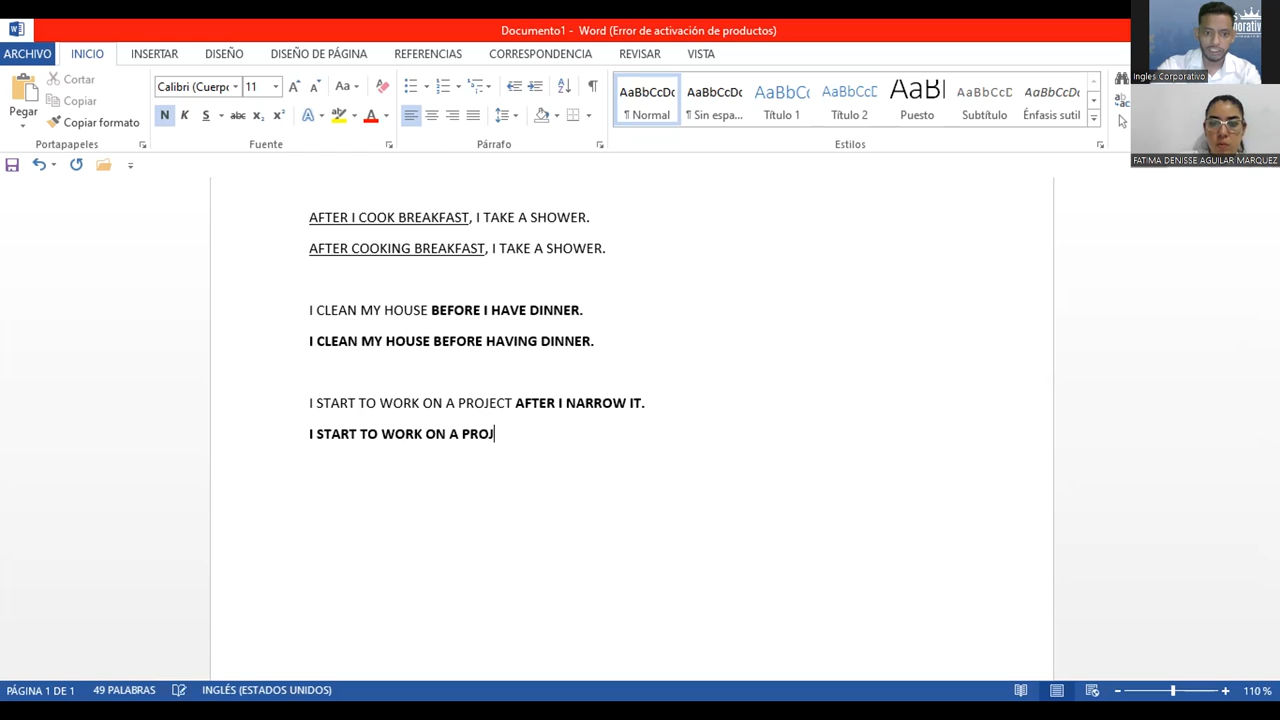 Documento1 - Word (Error de activación de productos)
ARCHIVO INICIO INSERTAR DISEÑO DISEÑO DE PÁGINA REFERENCIAS CORRESPONDENCIA REVISAR VISTA
Pegar
Cortar
Copiar
Copiar formato
Portapapeles
Calibri (Cuerpo 11
Fuente
Párrafo
AaBbCcDc AaBbCcDc AaBbCc AaBbCcD AaBI AaBbCcD AaBbCcDc
¶ Normal ¶ Sin espa... Título 1 Título 2 Puesto Subtítulo Énfasis sutil
Estilos
Ingles Corporativo
FATIMA DENISSE AGUILAR MARQUEZ
AFTER I COOK BREAKFAST, I TAKE A SHOWER.
AFTER COOKING BREAKFAST, I TAKE A SHOWER.
I CLEAN MY HOUSE BEFORE I HAVE DINNER.
I CLEAN MY HOUSE BEFORE HAVING DINNER.
I START TO WORK ON A PROJECT AFTER I NARROW IT.
I START TO WORK ON A PROJ
PÁGINA 1 DE 1 49 PALABRAS INGLÉS (ESTADOS UNIDOS) 110 %